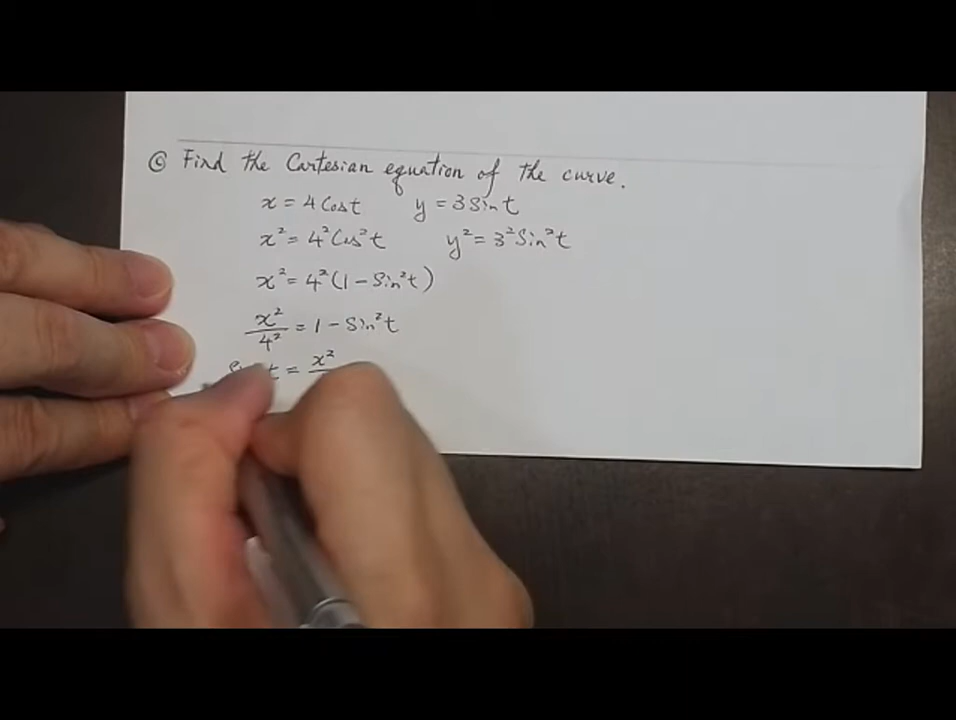 ⓒ Find the Cartesian equation of the curve.
x = 4 Cos t y = 3 Sin t
x² = 4² Cos² t y² = 3² Sin² t
x² = 4² (1 - Sin² t)
x²/4² = 1 - Sin² t
t = x²